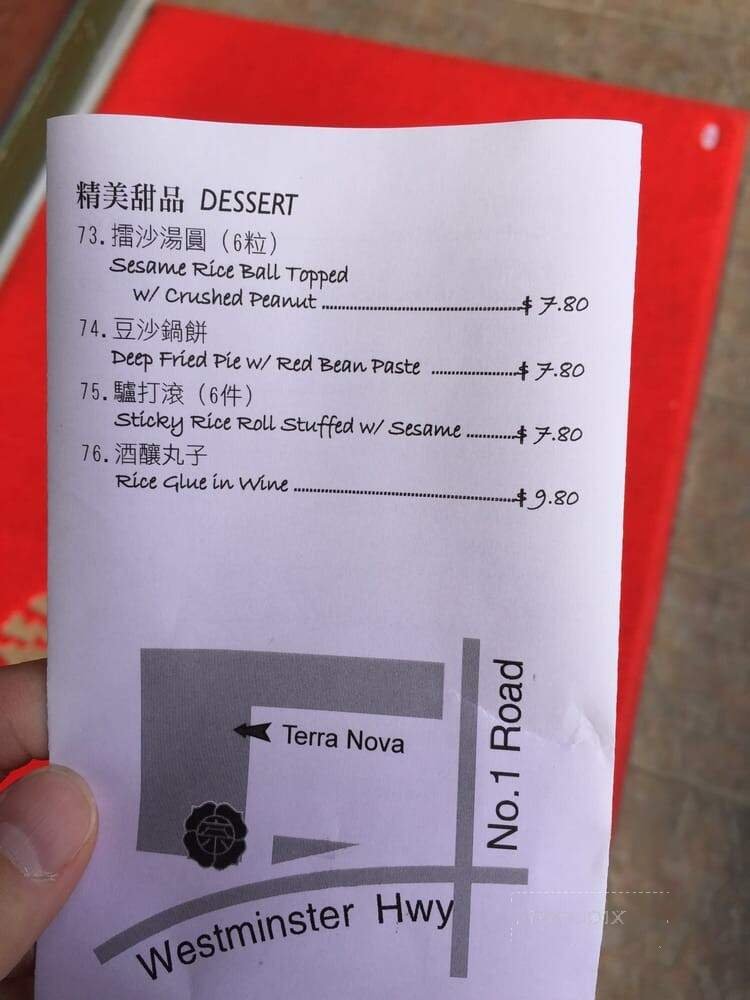 精美甜品 DESSERT
73.擂沙湯圓 (6粒)
Sesame Rice Ball Topped
w/ Crushed Peanut ........................................$ 7.80
74.豆沙鍋餅
Deep Fried Pie w/ Red Bean Paste ..................$ 7.80
75.驢打滾 (6件)
Sticky Rice Roll Stuffed w/ Sesame ..........$ 7.80
76.酒釀丸子
Rice Glue in Wine .............................................$ 9.80
Terra Nova
No.1 Road
Westminster Hwy